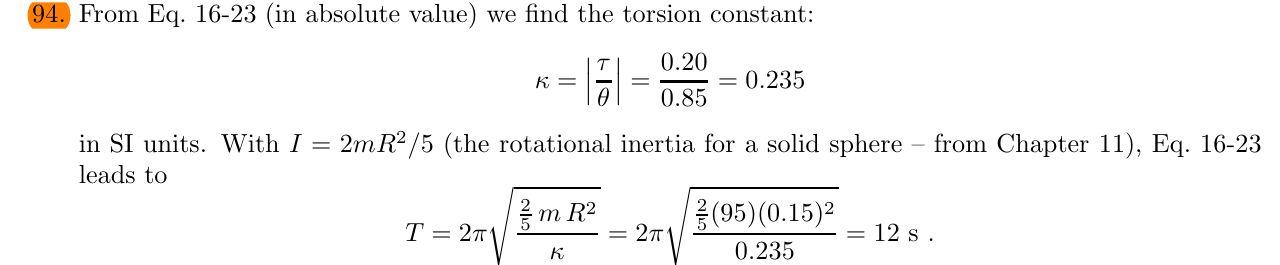 94. From Eq. 16-23 (in absolute value) we find the torsion constant:
κ = |τ/θ| = 0.20/0.85 = 0.235
in SI units. With I = 2mR²/5 (the rotational inertia for a solid sphere – from Chapter 11), Eq. 16-23
leads to
T = 2π√(2/5 m R²/κ) = 2π√(2/5(95)(0.15)²/0.235) = 12 s .